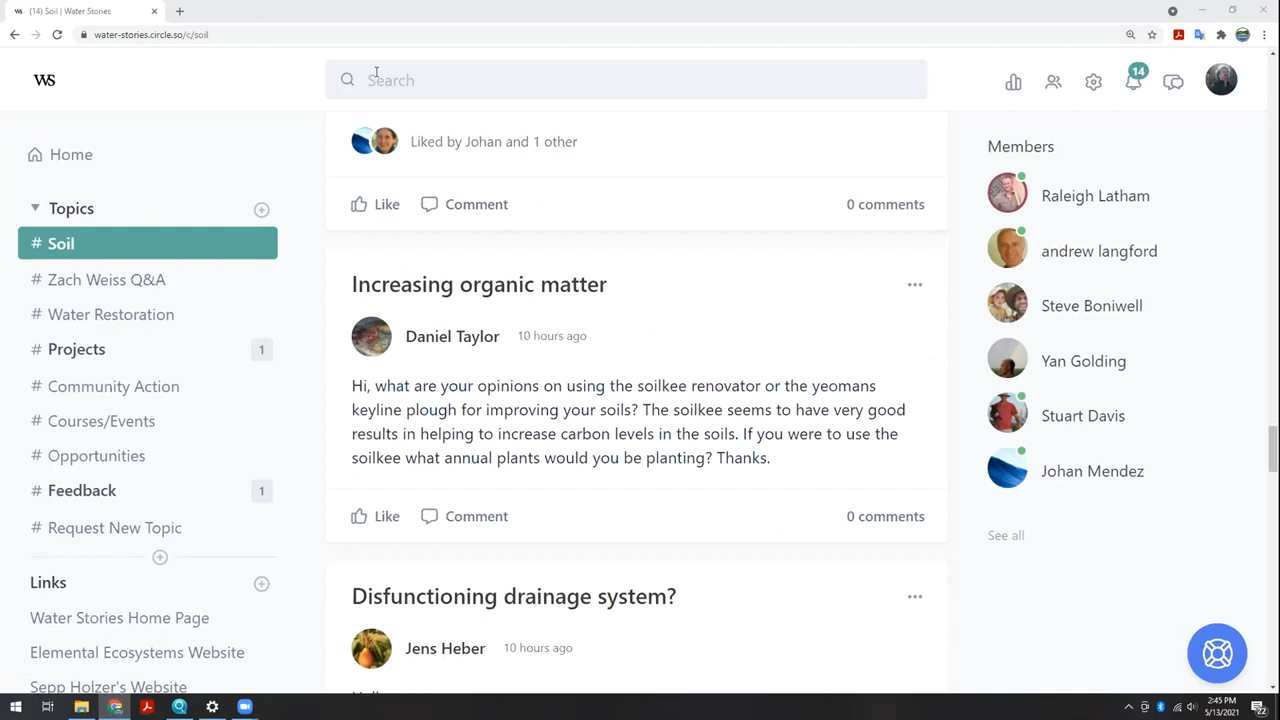 (14) Soil | Water Stories
water-stories.circle.so/c/soil
WS
Search
14
Home
Topics
# Soil
# Zach Weiss Q&A
# Water Restoration
# Projects 1
# Community Action
# Courses/Events
# Opportunities
# Feedback 1
# Request New Topic
Links
Water Stories Home Page
Elemental Ecosystems Website
Sepp Holzer's Website
Liked by Johan and 1 other
Like Comment 0 comments
Increasing organic matter
Daniel Taylor 10 hours ago
Hi, what are your opinions on using the soilkee renovator or the yeomans
keyline plough for improving your soils? The soilkee seems to have very good
results in helping to increase carbon levels in the soils. If you were to use the
soilkee what annual plants would you be planting? Thanks.
Like Comment 0 comments
Disfunctioning drainage system?
Jens Heber 10 hours ago
Members
Raleigh Latham
andrew langford
Steve Boniwell
Yan Golding
Stuart Davis
Johan Mendez
See all
2:45 PM
5/13/2021
22